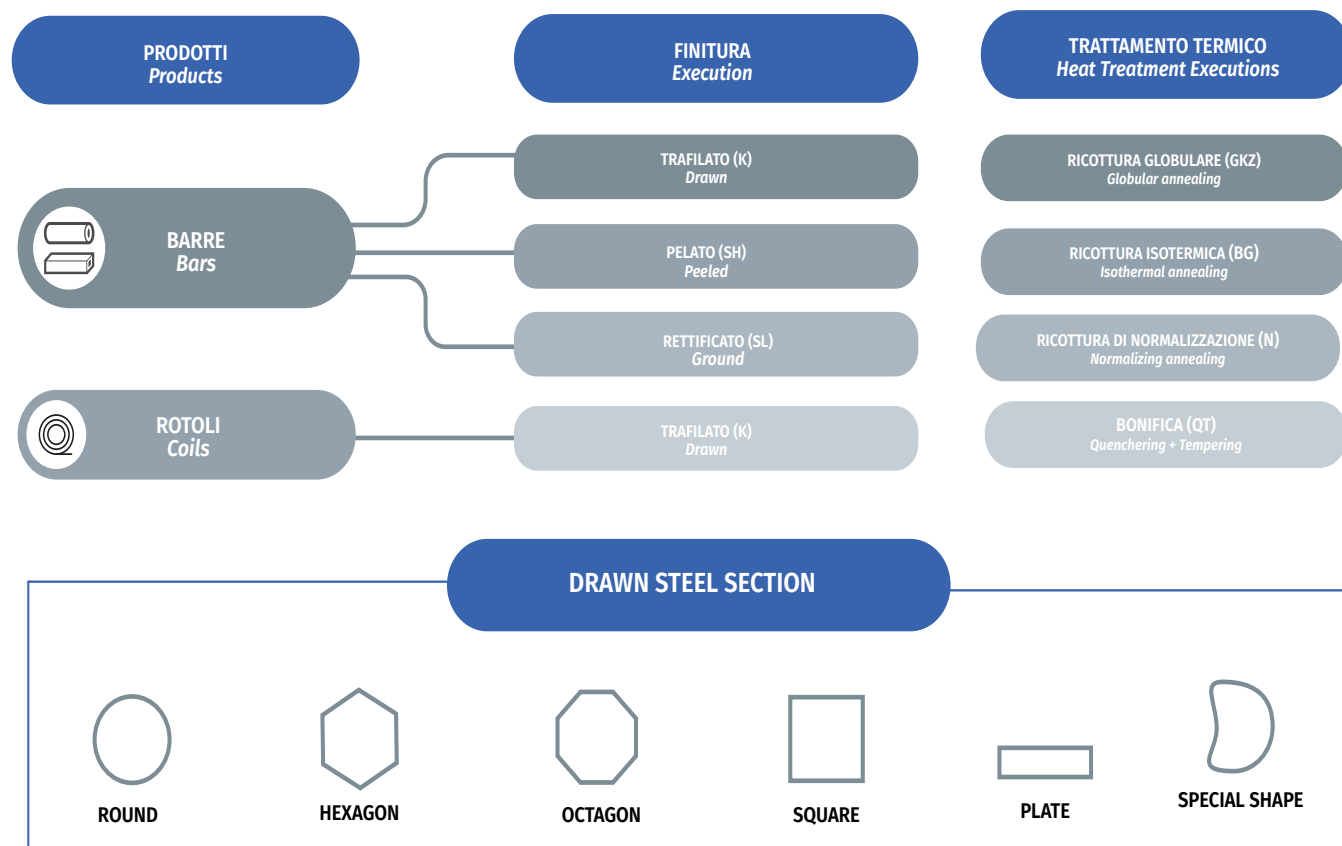 PRODOTTI
Products
FINITURA
Execution
TRATTAMENTO TERMICO
Heat Treatment Executions
BARRE
Bars
TRAFILATO (K)
Drawn
PELATO (SH)
Peeled
RETTIFICATO (SL)
Ground
RICOTTURA GLOBULARE (GKZ)
Globular annealing
RICOTTURA ISOTERMICA (BG)
Isothermal annealing
RICOTTURA DI NORMALIZZAZIONE (N)
Normalizing annealing
ROTOLI
Coils
TRAFILATO (K)
Drawn
BONIFICA (QT)
Quenchering + Tempering
DRAWN STEEL SECTION
ROUND
HEXAGON
OCTAGON
SQUARE
PLATE
SPECIAL SHAPE